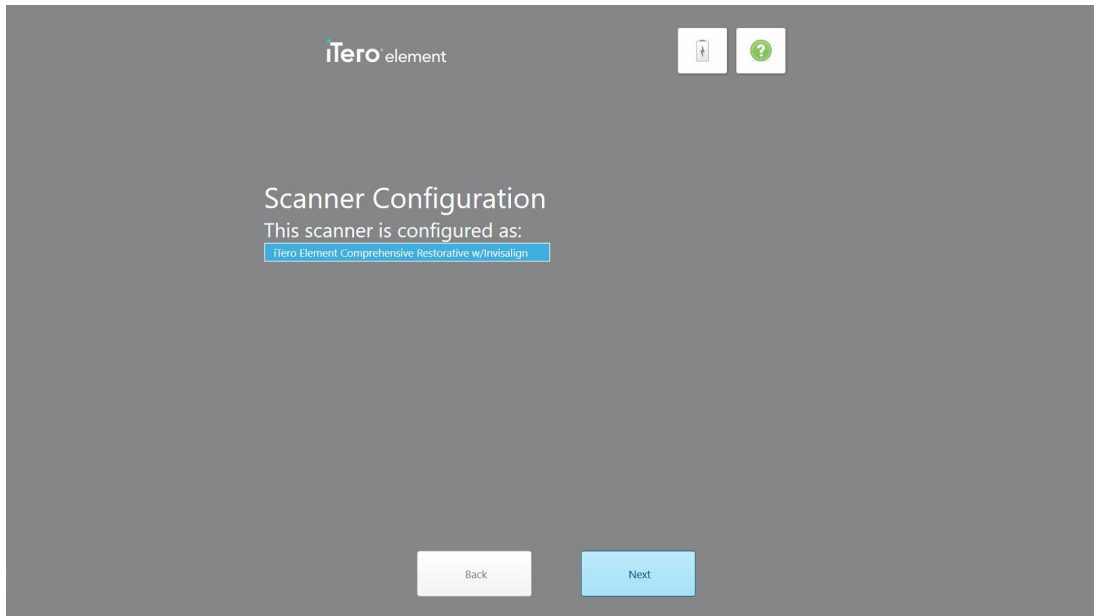 iTero element
?
Scanner Configuration
This scanner is configured as:
iTero Element Comprehensive Restorative w/Invisalign
Back
Next